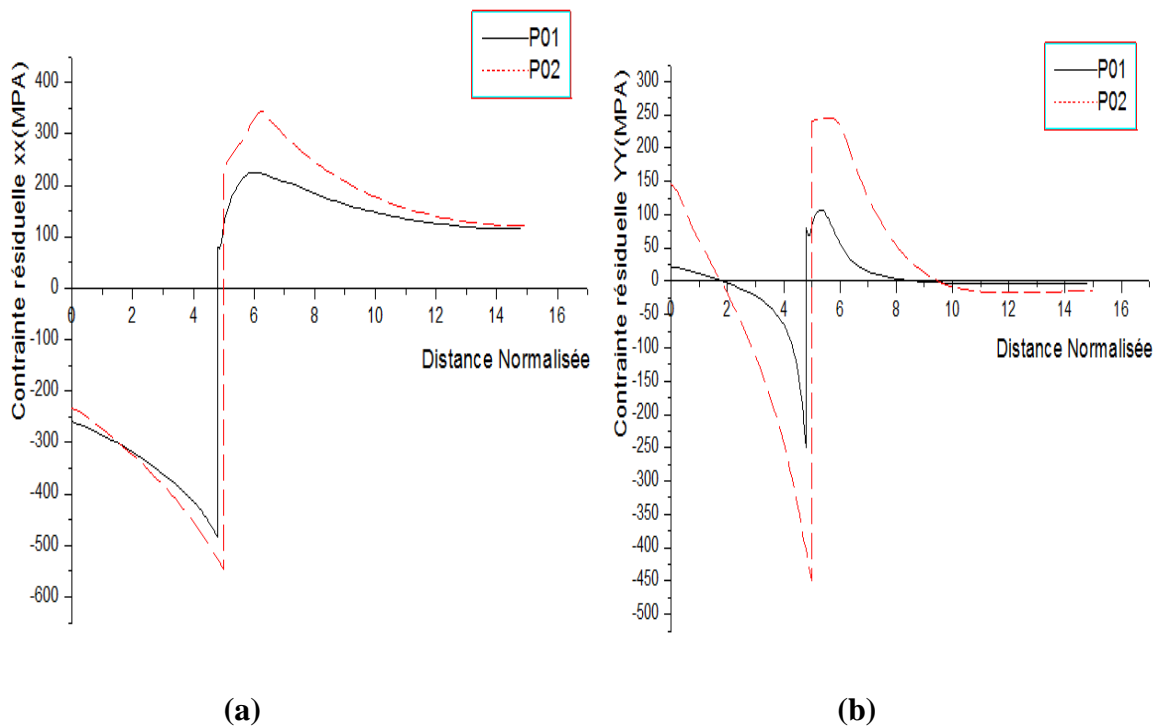 P01
P02
Contrainte résiduelle xx(MPA)
400
300
200
100
0
-100
-200
-300
-400
-500
-600
0 2 4 6 8 10 12 14 16
Distance Normalisée
(a)
P01
P02
Contrainte résiduelle YY(MPA)
300
250
200
150
100
50
0
-50
-100
-150
-200
-250
-300
-350
-400
-450
-500
0 2 4 6 8 10 12 14 16
Distance Normalisée
(b)